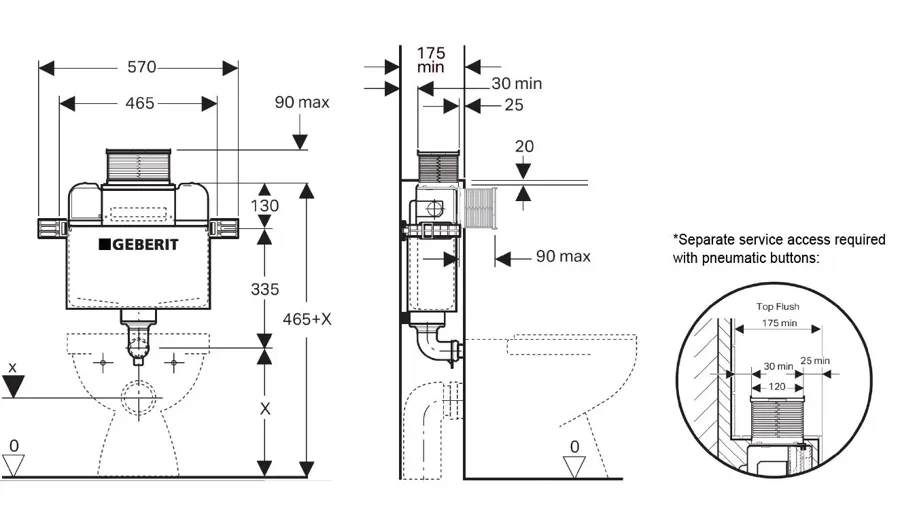 570
465
90 max
130
GEBERIT
335
465+X
X
X
0
175
min
30 min
25
20
90 max
0
*Separate service access required
with pneumatic buttons:
Top Flush
175 min
30 min
25 min
120